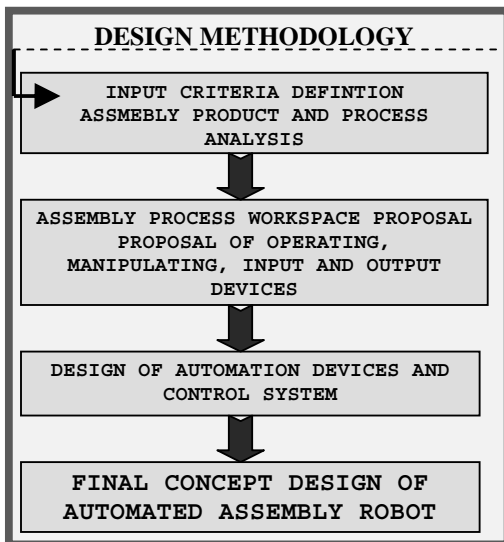 DESIGN METHODOLOGY
INPUT CRITERIA DEFINTION
ASSMEBLY PRODUCT AND PROCESS
ANALYSIS
ASSEMBLY PROCESS WORKSPACE PROPOSAL
PROPOSAL OF OPERATING,
MANIPULATING, INPUT AND OUTPUT
DEVICES
DESIGN OF AUTOMATION DEVICES AND
CONTROL SYSTEM
FINAL CONCEPT DESIGN OF
AUTOMATED ASSEMBLY ROBOT